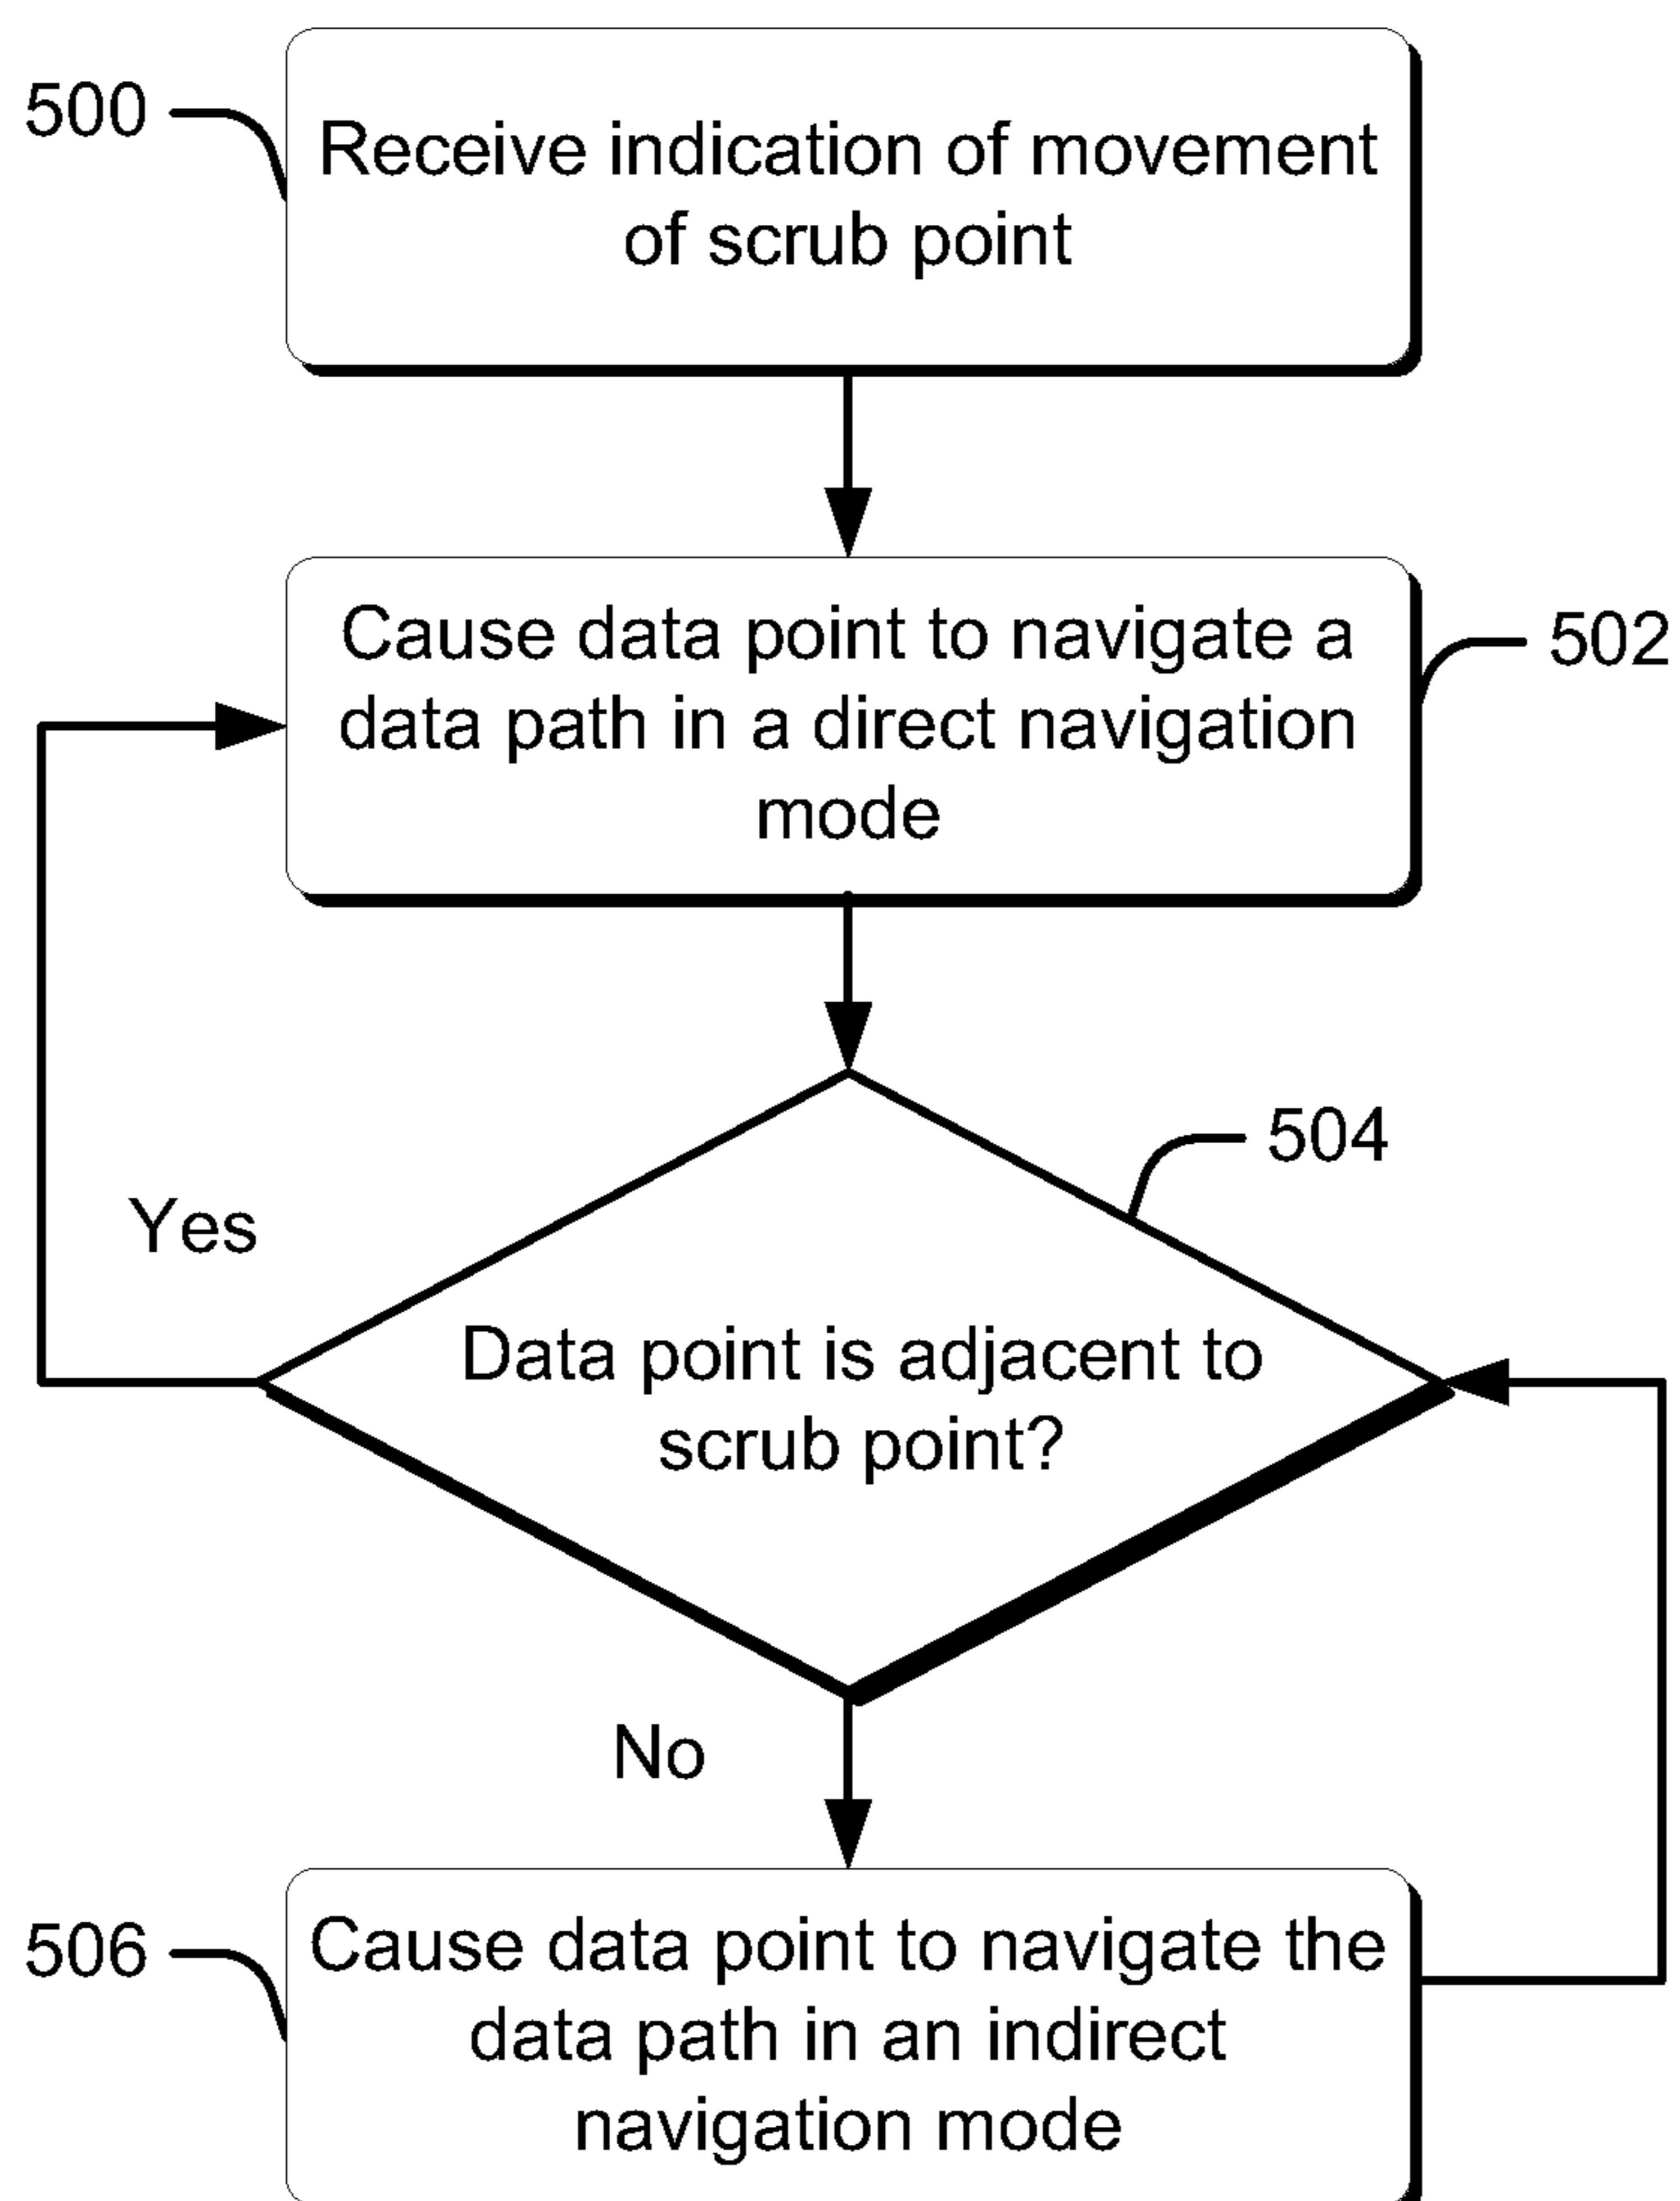 500
Receive indication of movement
of scrub point
Cause data point to navigate a
data path in a direct navigation
mode
502
504
Yes
Data point is adjacent to
scrub point?
No
506
Cause data point to navigate the
data path in an indirect
navigation mode